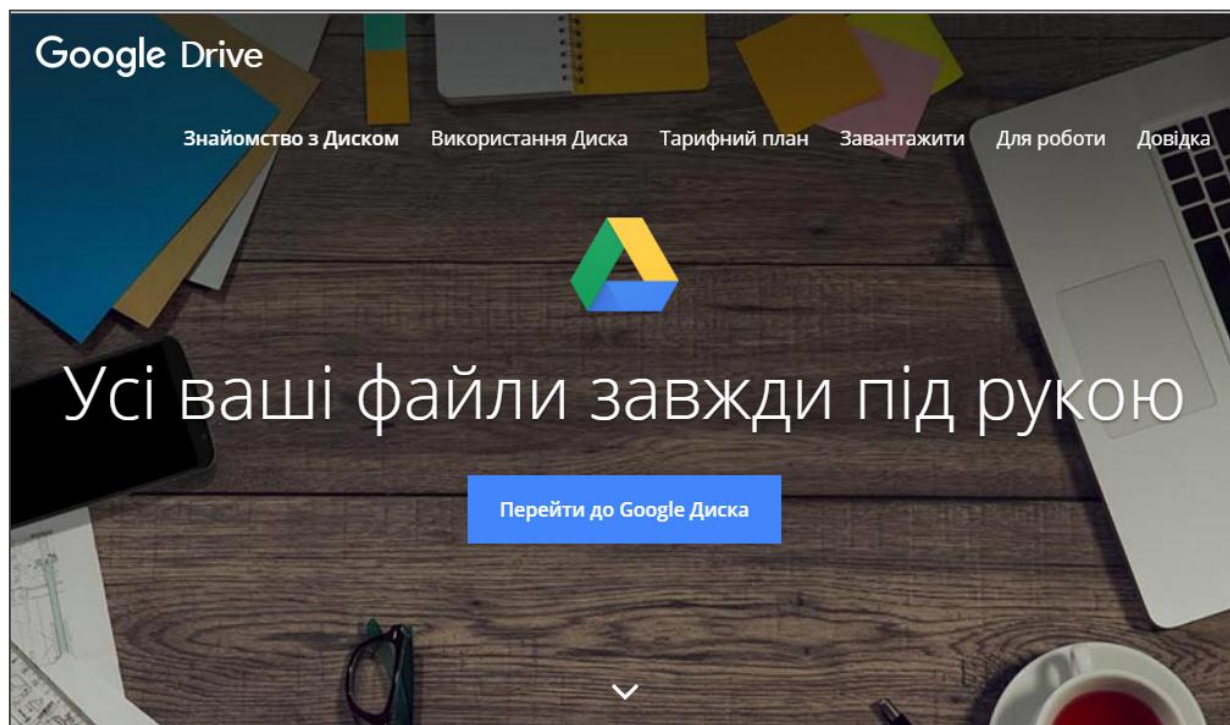 Google Drive
Знайомство з Диском Використання Диска Тарифний план Завантажити Для роботи Довідка
Усі ваші файли завжди під рукою
Перейти до Google Диска